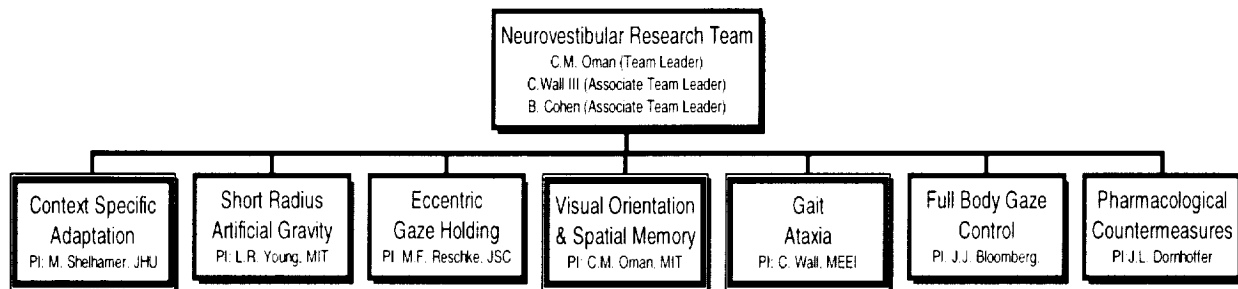 Neurovestibular Research Team
C.M. Oman (Team Leader)
C.Wall III (Associate Team Leader)
B. Cohen (Associate Team Leader)
Context Specific
Adaptation
PI: M. Shelhamer, JHU
Short Radius
Artificial Gravity
PI: L.R. Young, MIT
Eccentric
Gaze Holding
PI: M.F. Reschke, JSC
Visual Orientation
& Spatial Memory
PI: C.M. Oman, MIT
Gait
Ataxia
PI: C. Wall, MEEI
Full Body Gaze
Control
PI: J.J. Bloomberg,
Pharmacological
Countermeasures
PI:J.L. Dornhoffer